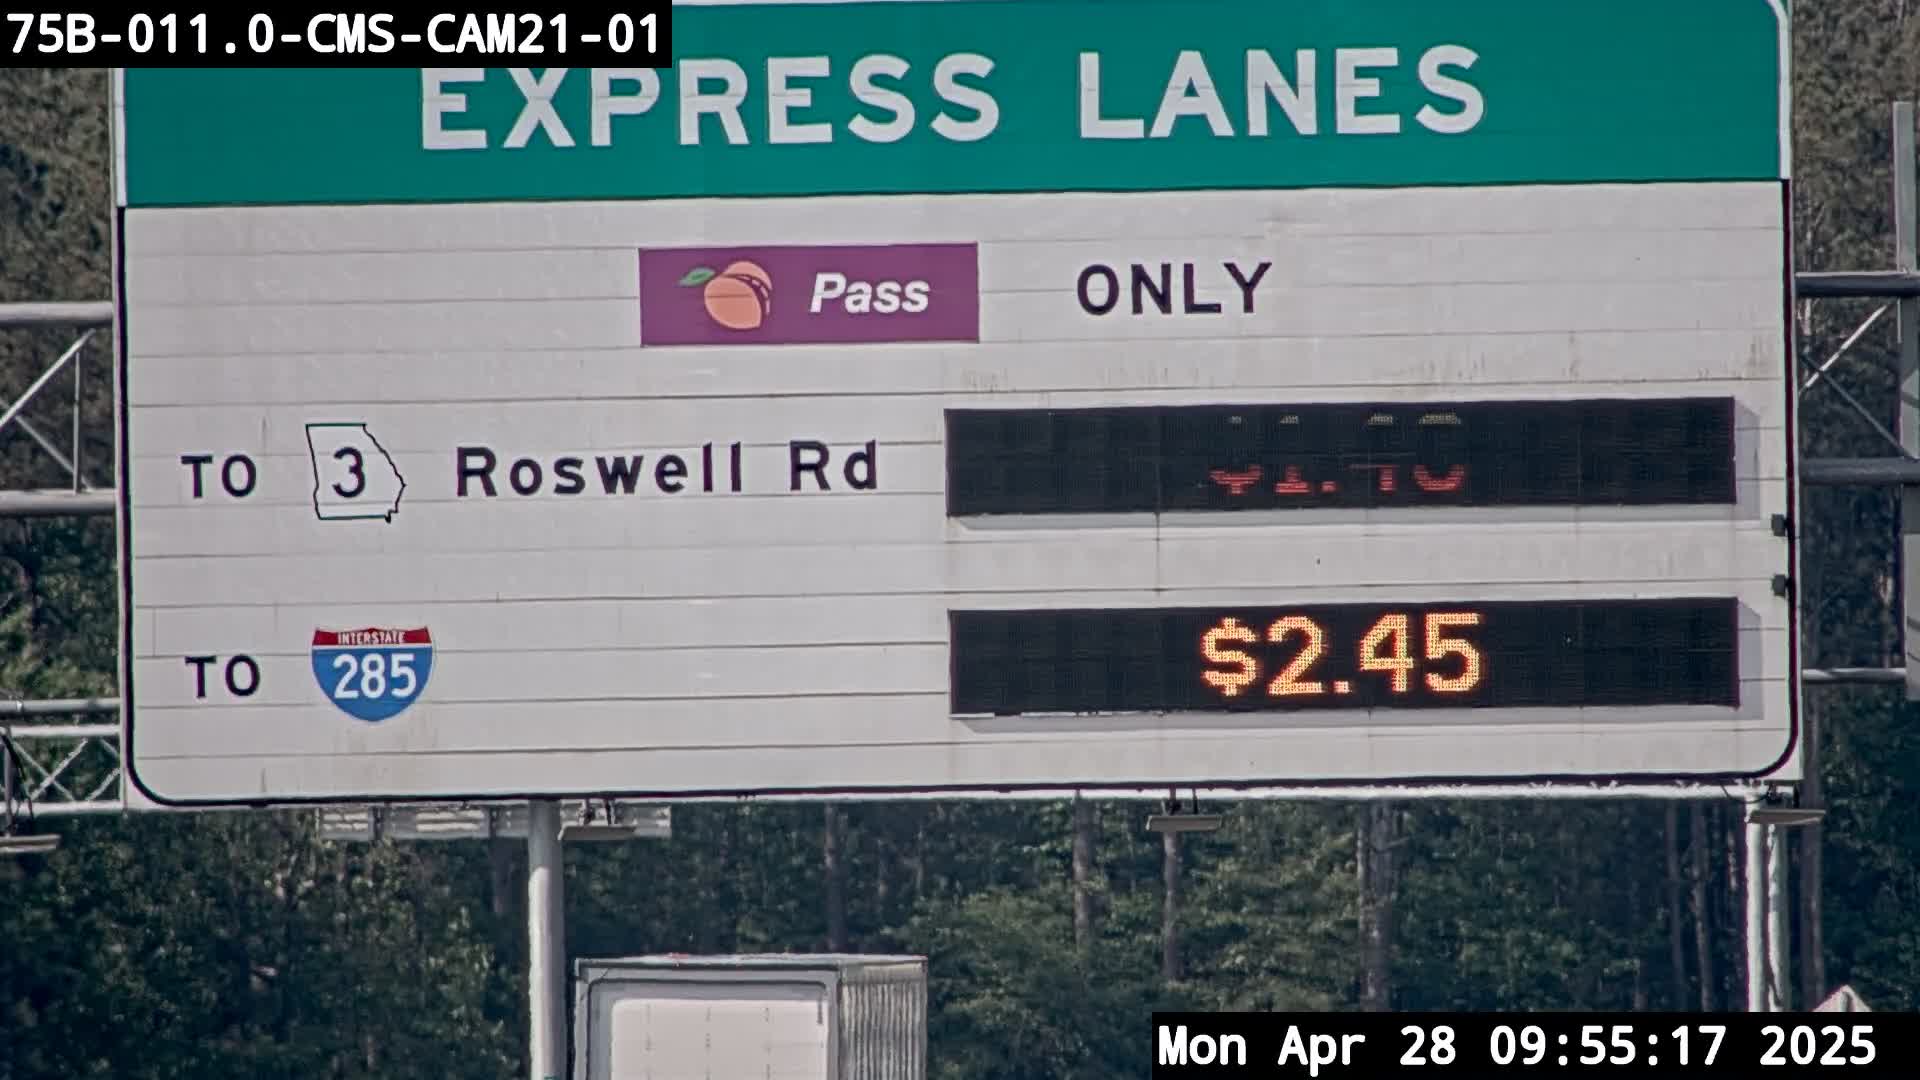 75B-011.0-CMS-CAM21-01
EXPRESS LANES
Pass ONLY
TO 3 Roswell Rd
TO INTERSTATE 285 $2.45
Mon Apr 28 09:55:17 2025